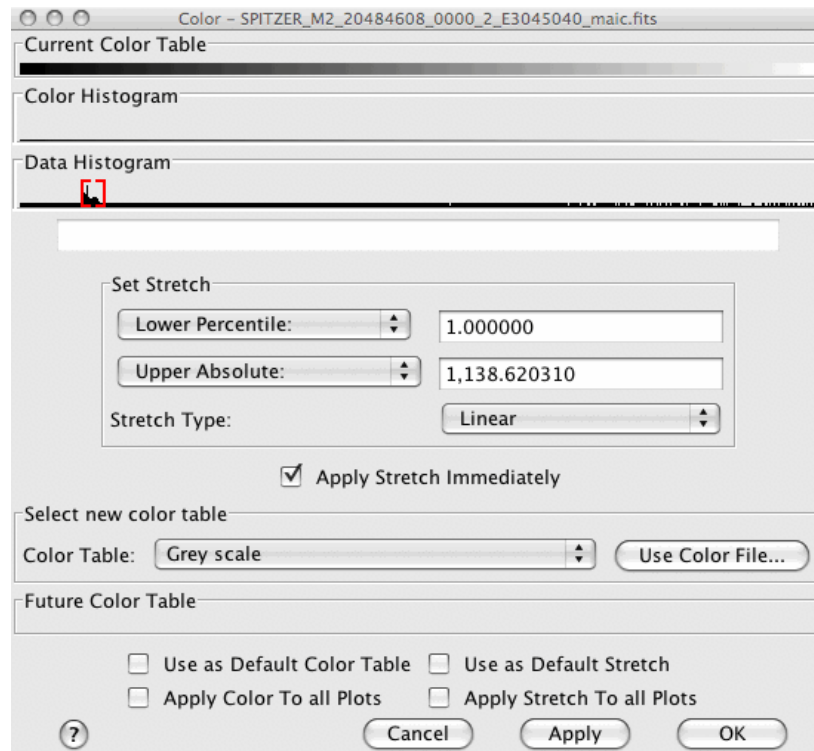 Color – SPITZER_M2_20484608_0000_2_E3045040_maic.fits
Current Color Table
Color Histogram
Data Histogram
Set Stretch
Lower Percentile: 1.000000
Upper Absolute: 1,138.620310
Stretch Type: Linear
Apply Stretch Immediately
Select new color table
Color Table: Grey scale Use Color File...
Future Color Table
Use as Default Color Table Use as Default Stretch
Apply Color To all Plots Apply Stretch To all Plots
? Cancel Apply OK